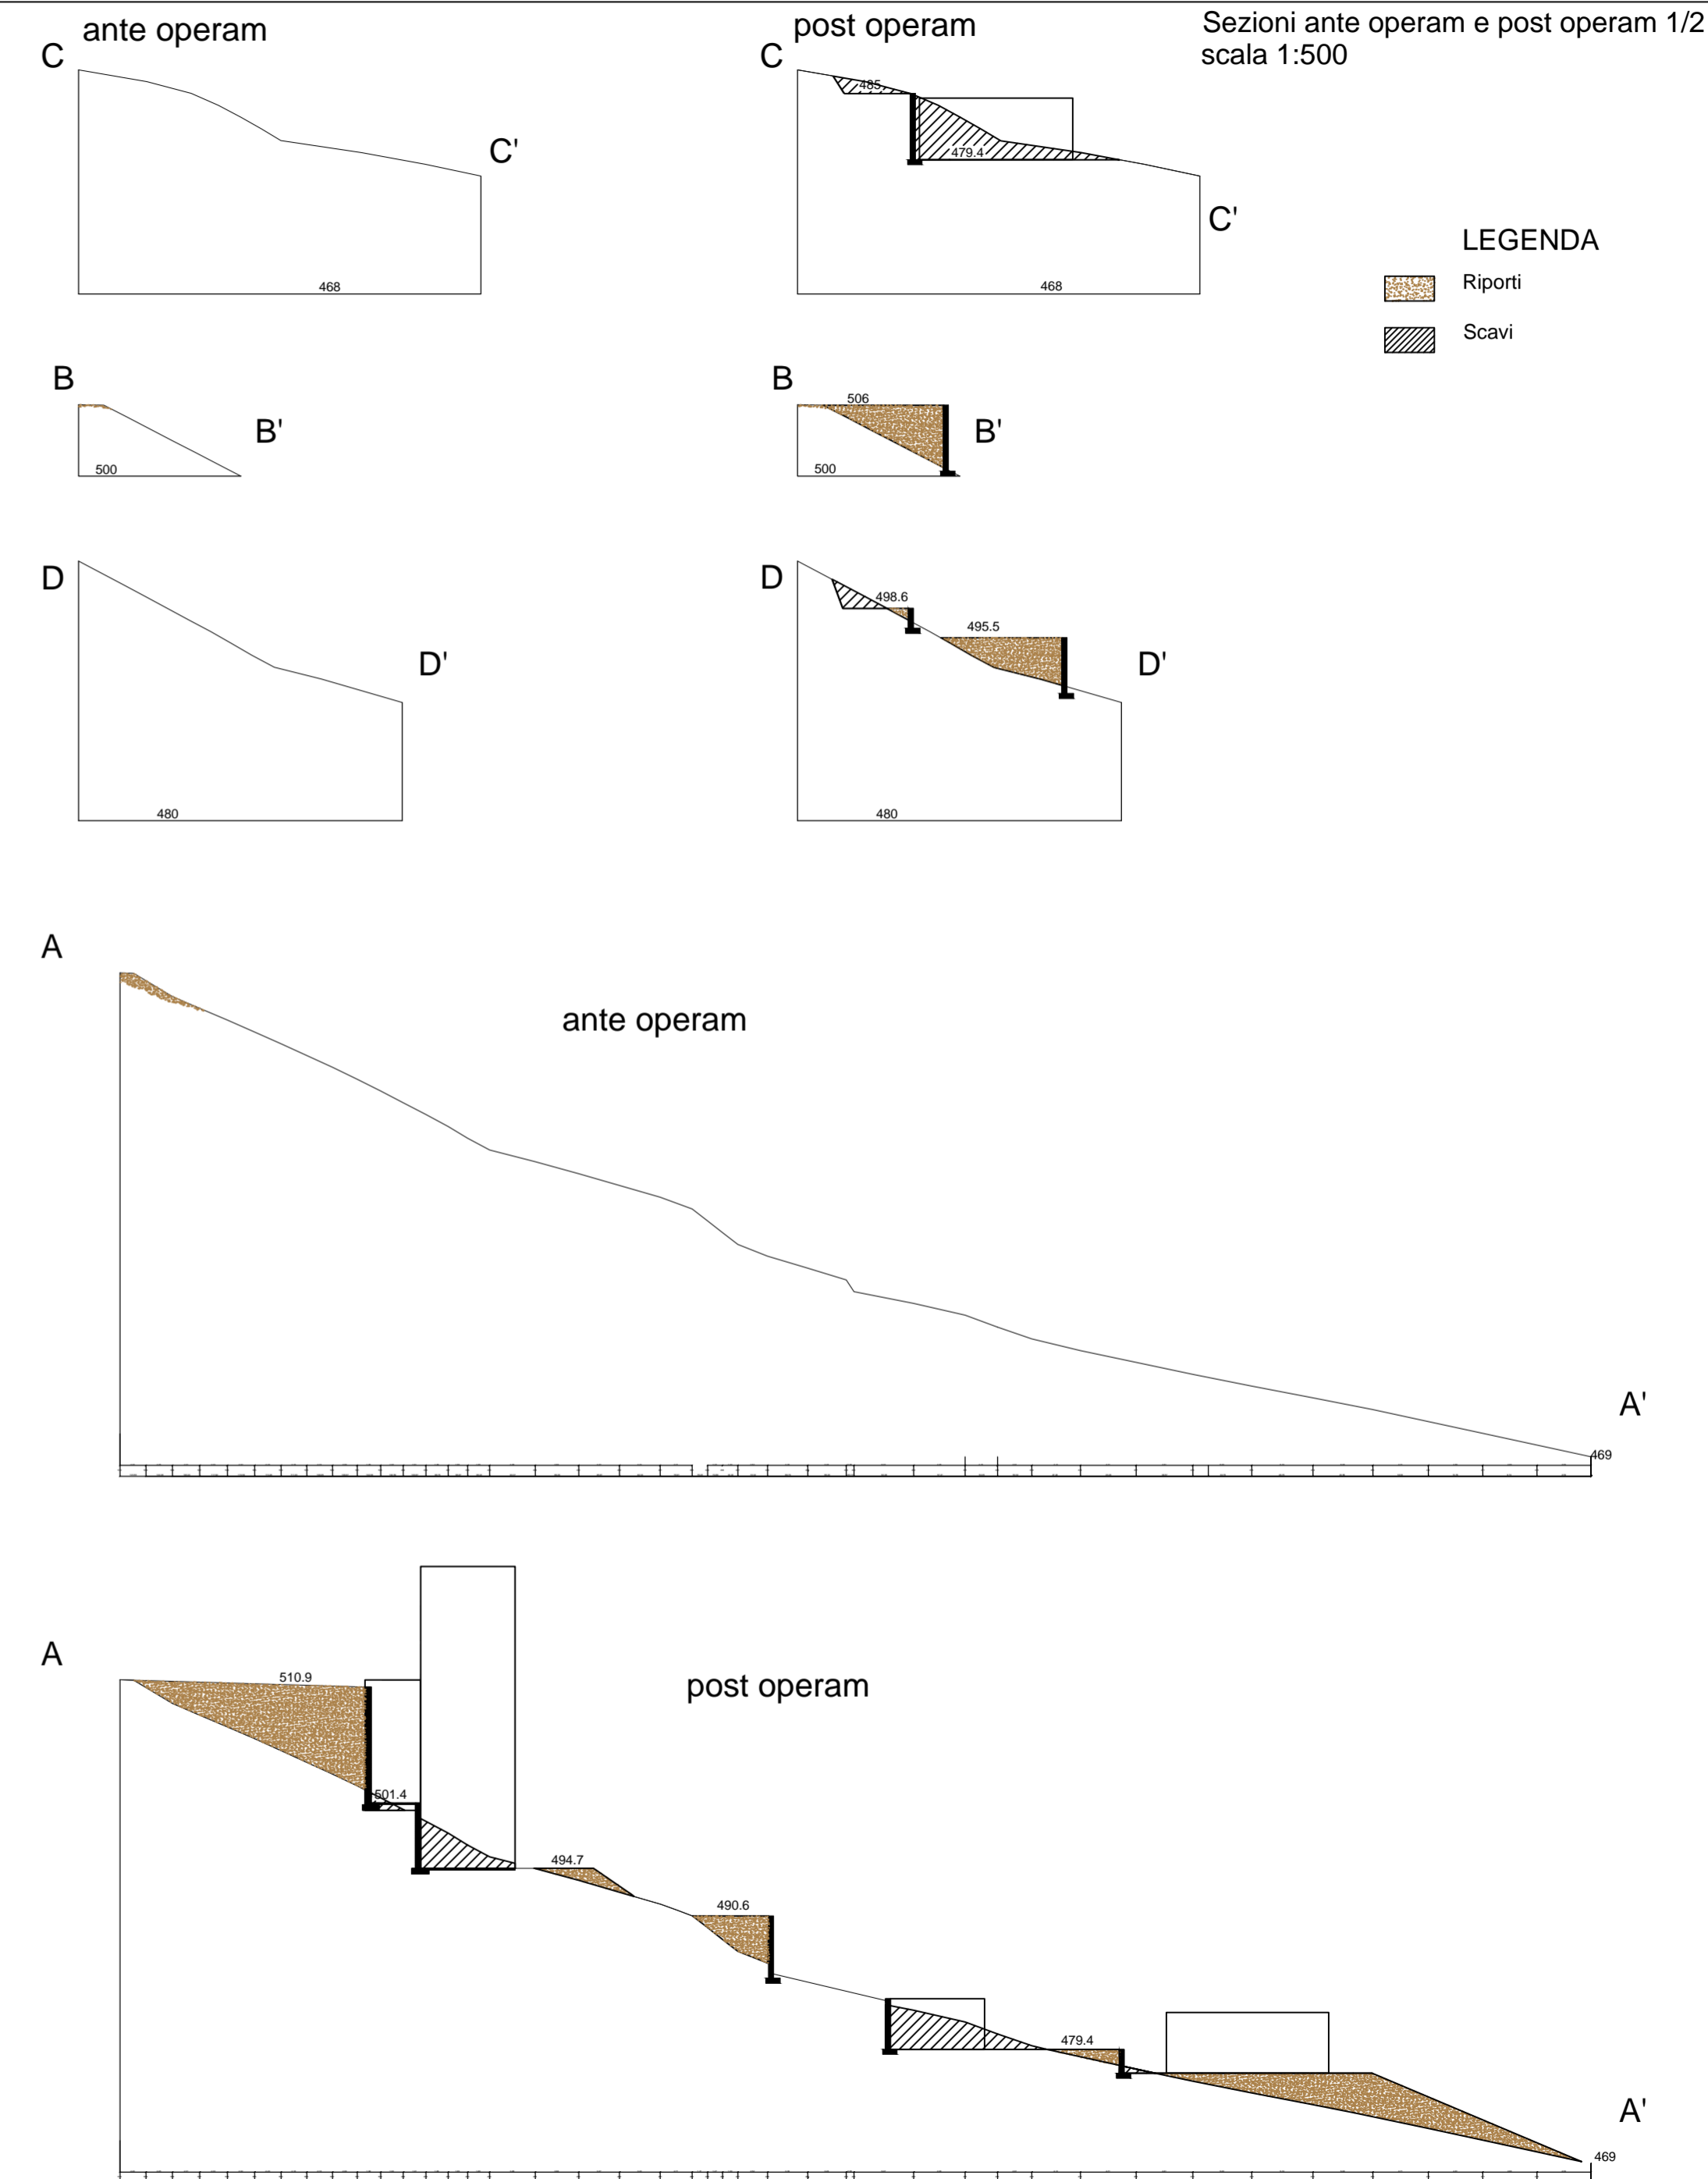 ante operam
post operam
Sezioni ante operam e post operam 1/2
scala 1:500
C
C'
468
C
485
479.4
C'
468
LEGENDA
Riporti
Scavi
B
B'
500
B
506
B'
500
D
D'
480
D
498.6
495.5
D'
480
A
ante operam
A'
469
A
post operam
510.9
501.4
494.7
490.6
479.4
A'
469